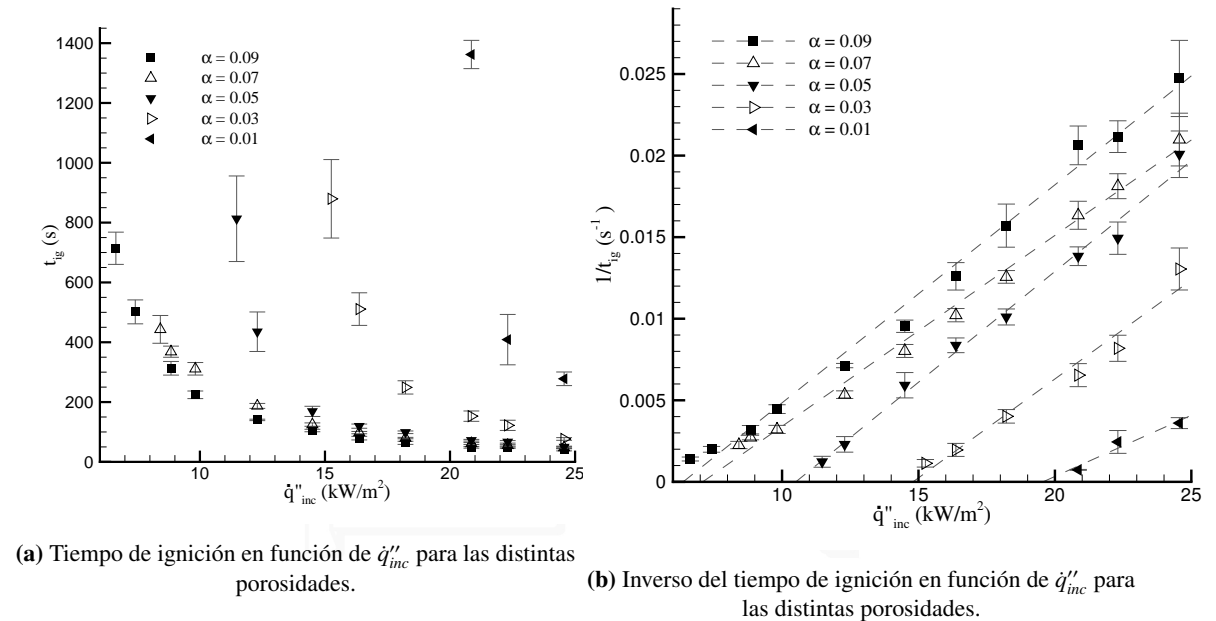 1400
1200
1000
800
600
400
200
0
t_ig (s)
α = 0.09
α = 0.07
α = 0.05
α = 0.03
α = 0.01
10
15
20
25
q̇"_inc (kW/m²)
(a) Tiempo de ignición en función de q̇″_inc para las distintas
porosidades.
0.025
0.02
0.015
0.01
0.005
0
1/t_ig (s⁻¹)
α = 0.09
α = 0.07
α = 0.05
α = 0.03
α = 0.01
10
15
20
25
q̇"_inc (kW/m²)
(b) Inverso del tiempo de ignición en función de q̇″_inc para
las distintas porosidades.